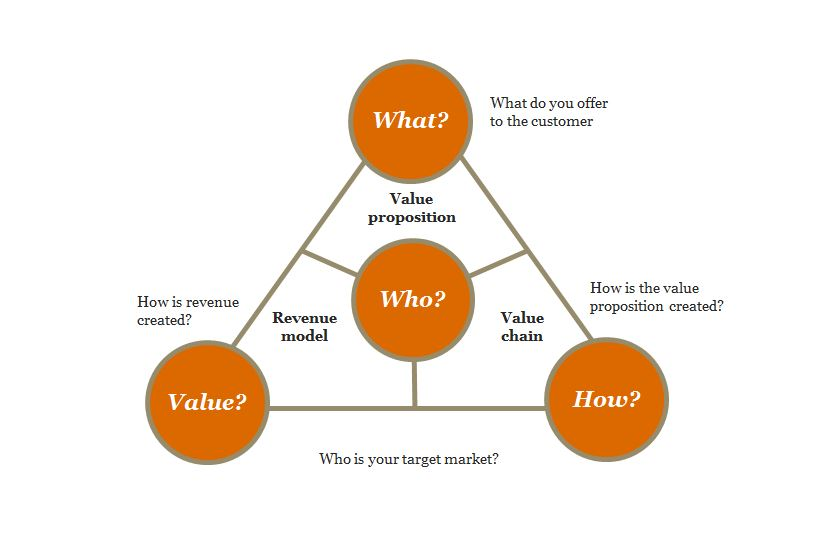 What?
What do you offer
to the customer
Value
proposition
Who?
How is revenue
created?
Revenue
model
Value
chain
How is the value
proposition created?
Value?
How?
Who is your target market?